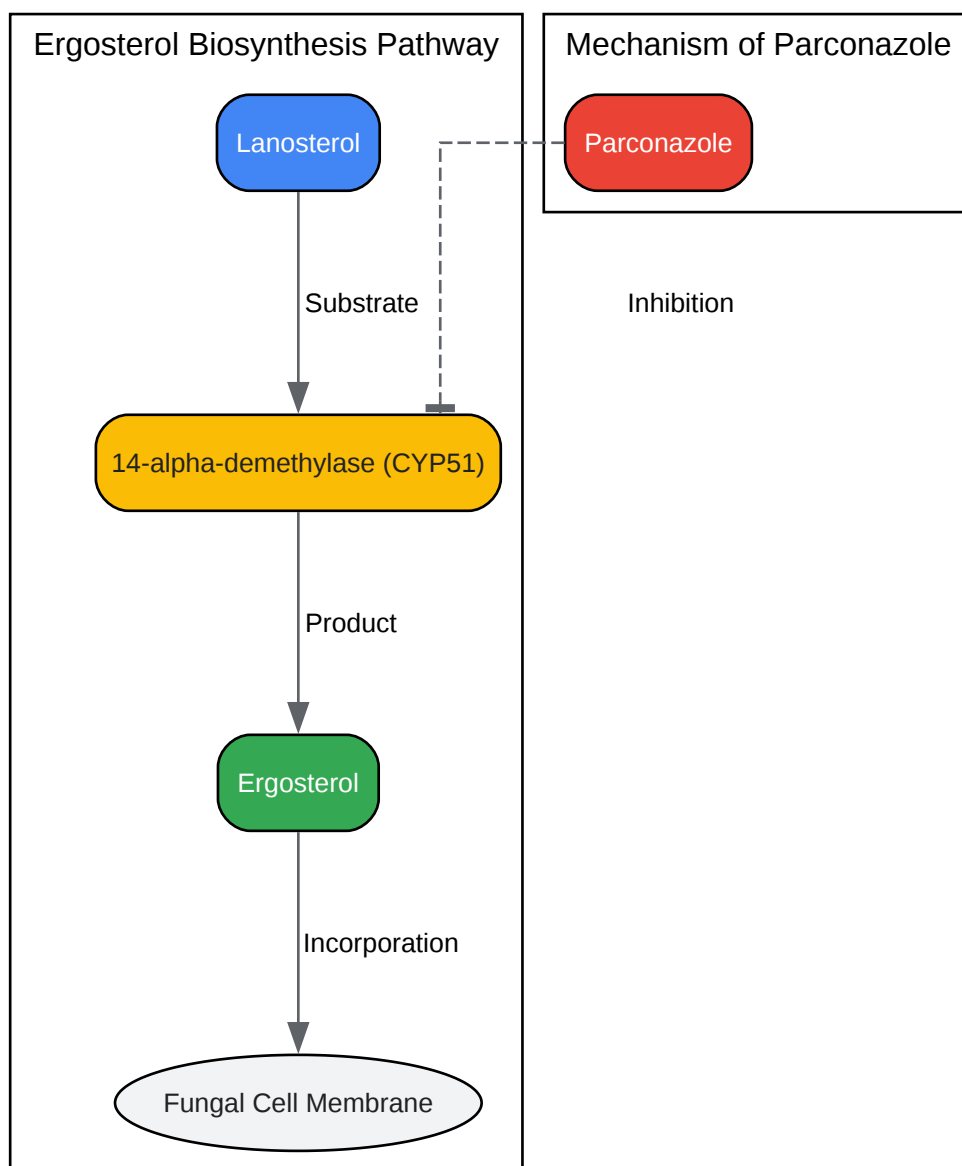 Ergosterol Biosynthesis Pathway
Mechanism of Parconazole
Lanosterol
Parconazole
Substrate
Inhibition
14-alpha-demethylase (CYP51)
Product
Ergosterol
Incorporation
Fungal Cell Membrane